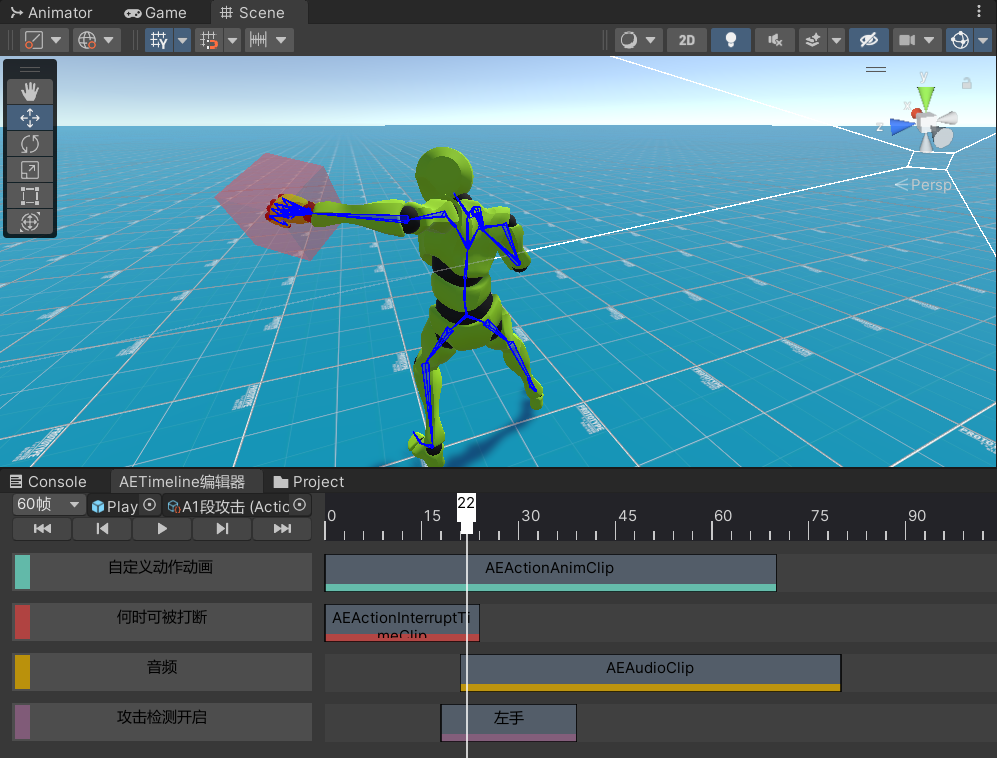 Animator Game Scene
2D
y
x
z
Persp
Console AETimeline编辑器 Project
60帧 Play A1段攻击 (Actic
22
0 15 30 45 60 75 90
自定义动作动画 AEActionAnimClip
何时可被打断 AEActionInterruptTi
meClip
音频 AEAudioClip
攻击检测开启 左手